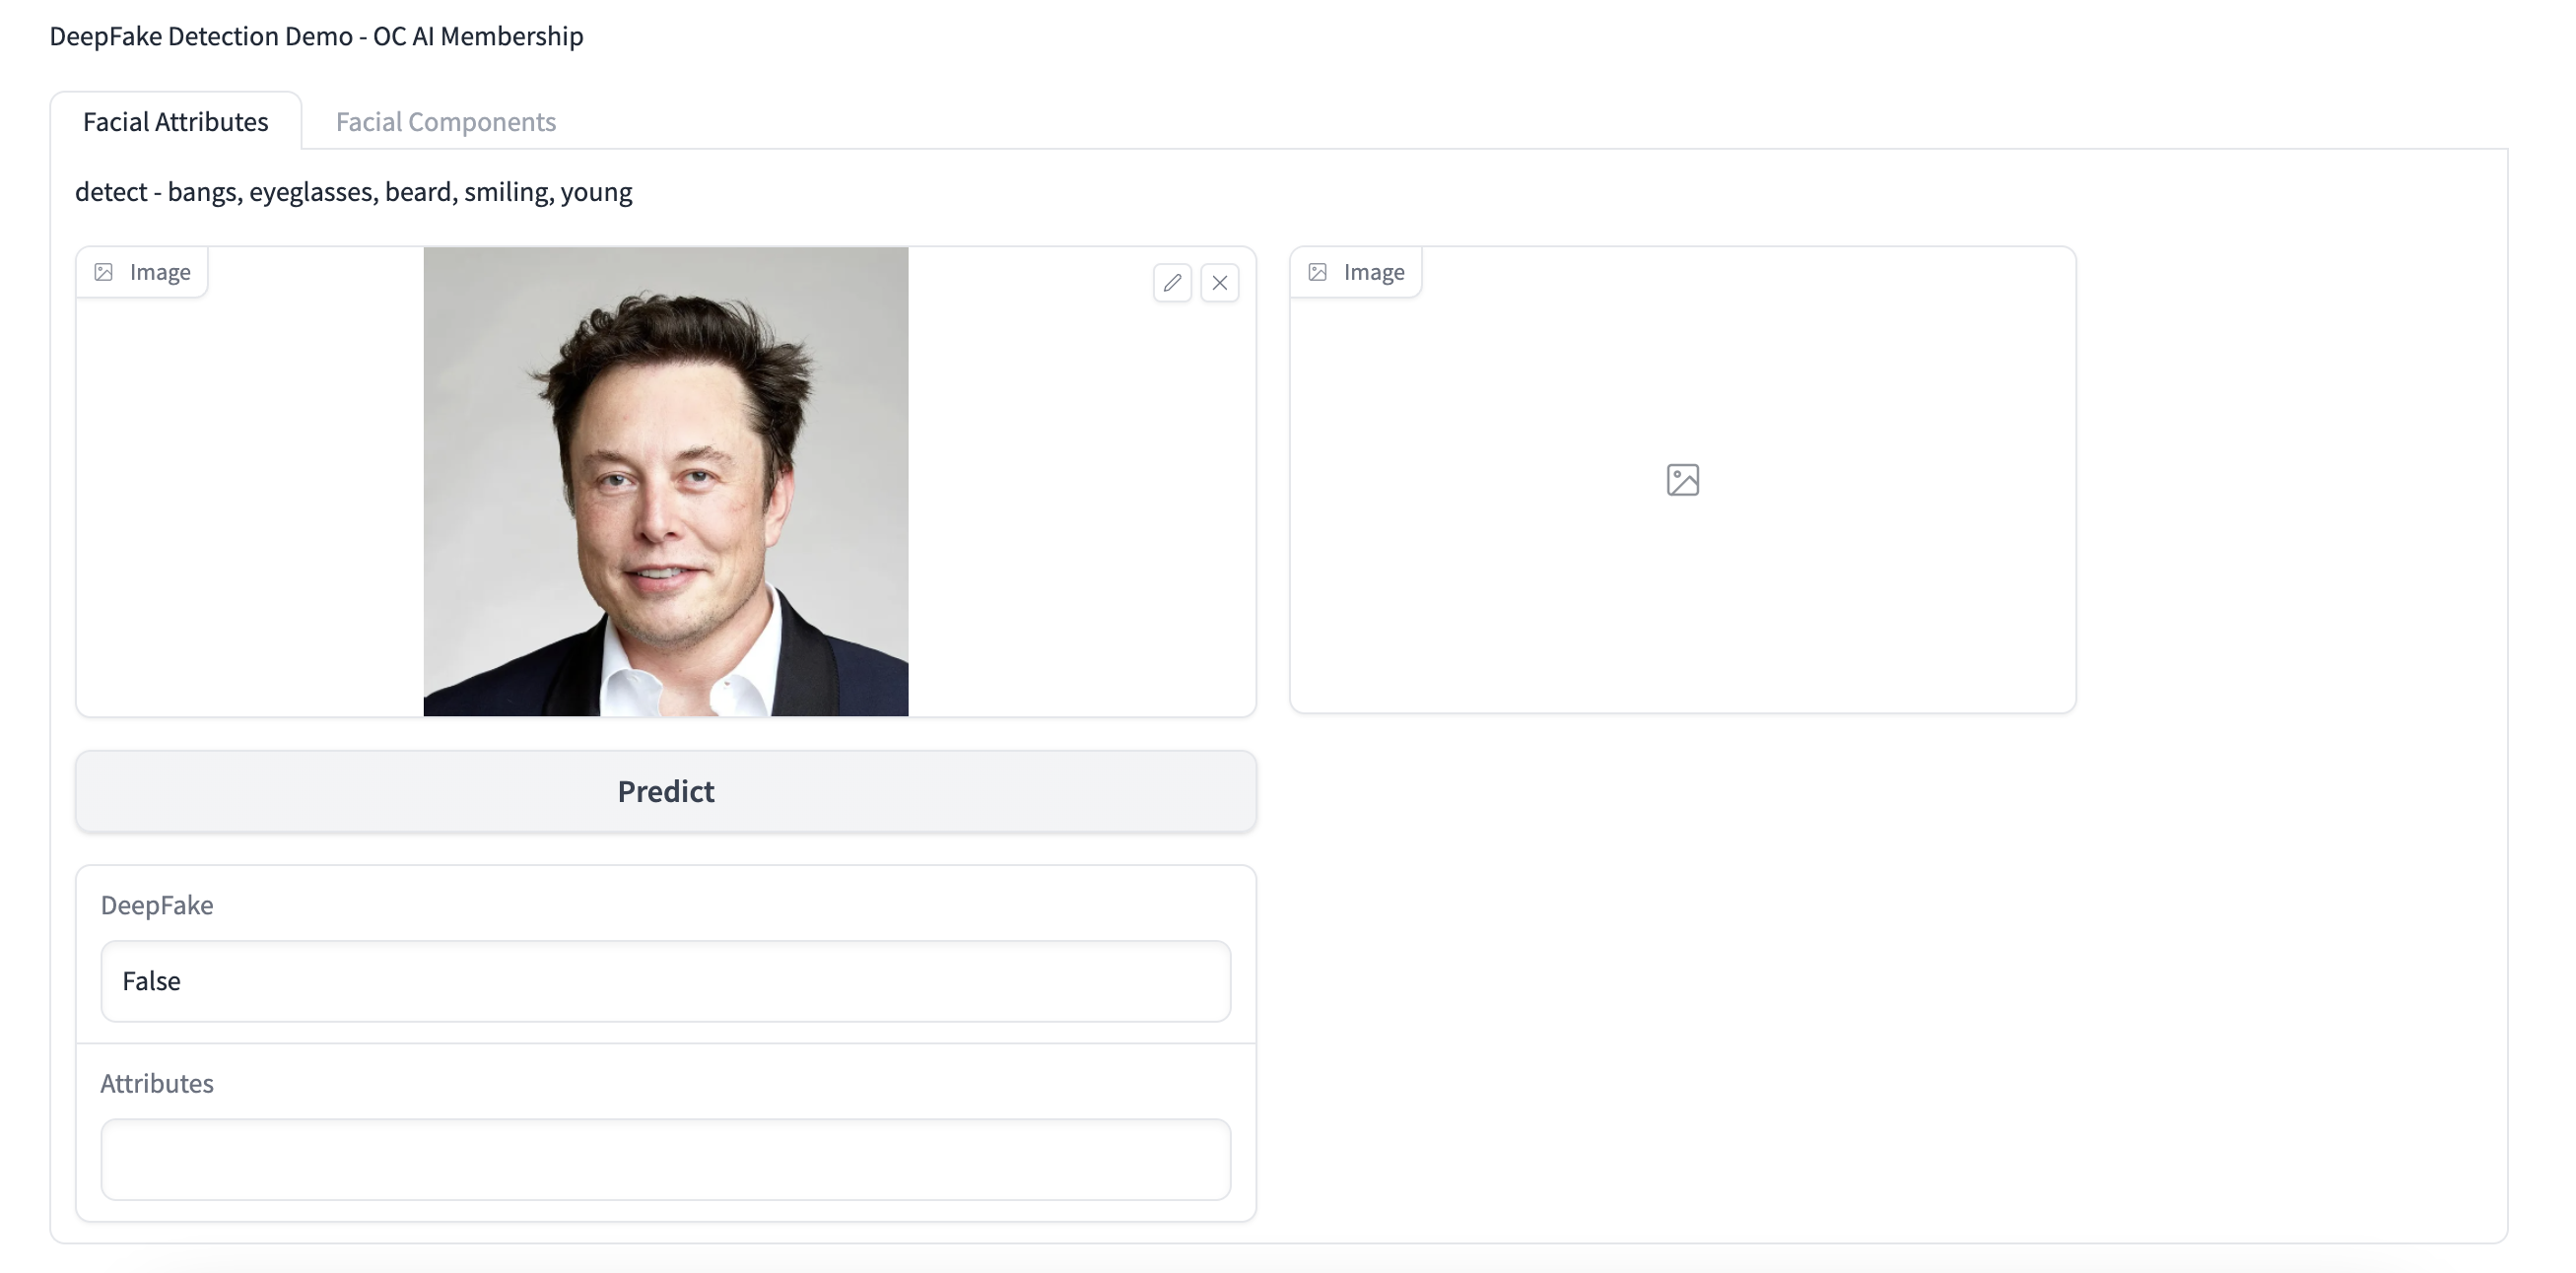 DeepFake Detection Demo - OC AI Membership
Facial Attributes
Facial Components
detect - bangs, eyeglasses, beard, smiling, young
Image
Image
Predict
DeepFake
False
Attributes